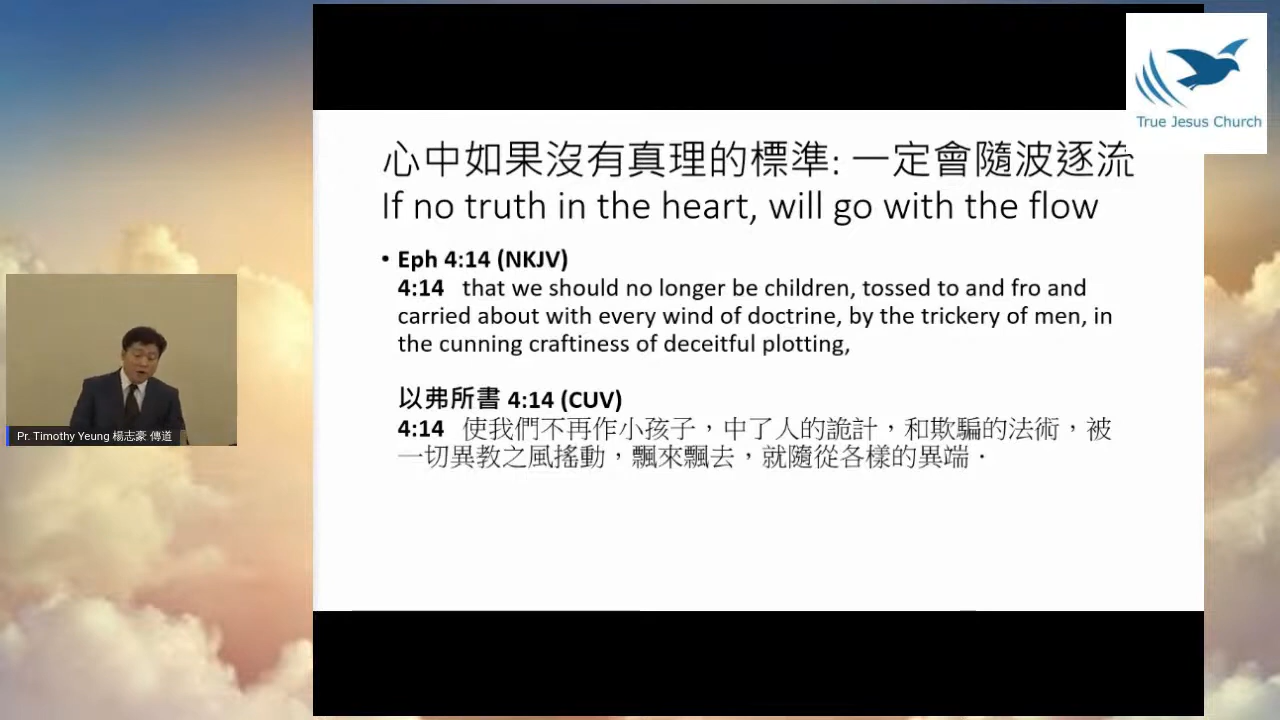 True Jesus Church
心中如果沒有真理的標準: 一定會隨波逐流
If no truth in the heart, will go with the flow
• Eph 4:14 (NKJV)
4:14 that we should no longer be children, tossed to and fro and
carried about with every wind of doctrine, by the trickery of men, in
the cunning craftiness of deceitful plotting,
以弗所書 4:14 (CUV)
4:14 使我們不再作小孩子，中了人的詭計，和欺騙的法術，被
一切異教之風搖動，飄來飄去，就隨從各樣的異端．
Pr. Timothy Yeung 楊志豪 傳道